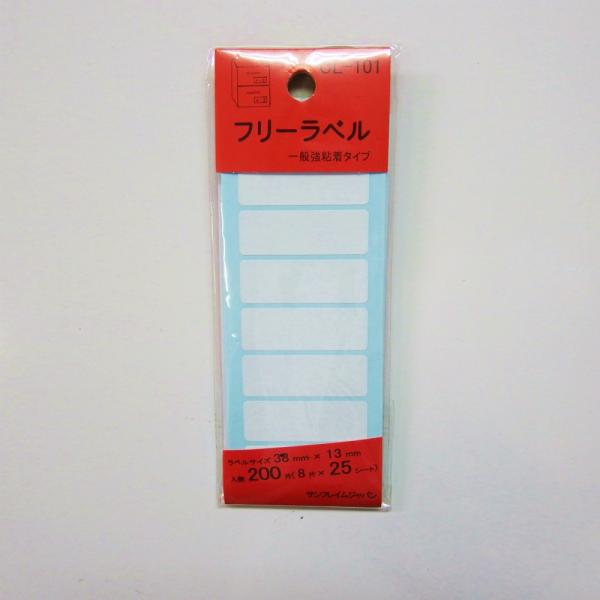 CL-101
フリーラベル
一般強粘着タイプ
ラベルサイズ 38 mm × 13 mm
入数 200 片(8 片 × 25 シート)
サンフレイムジャパン